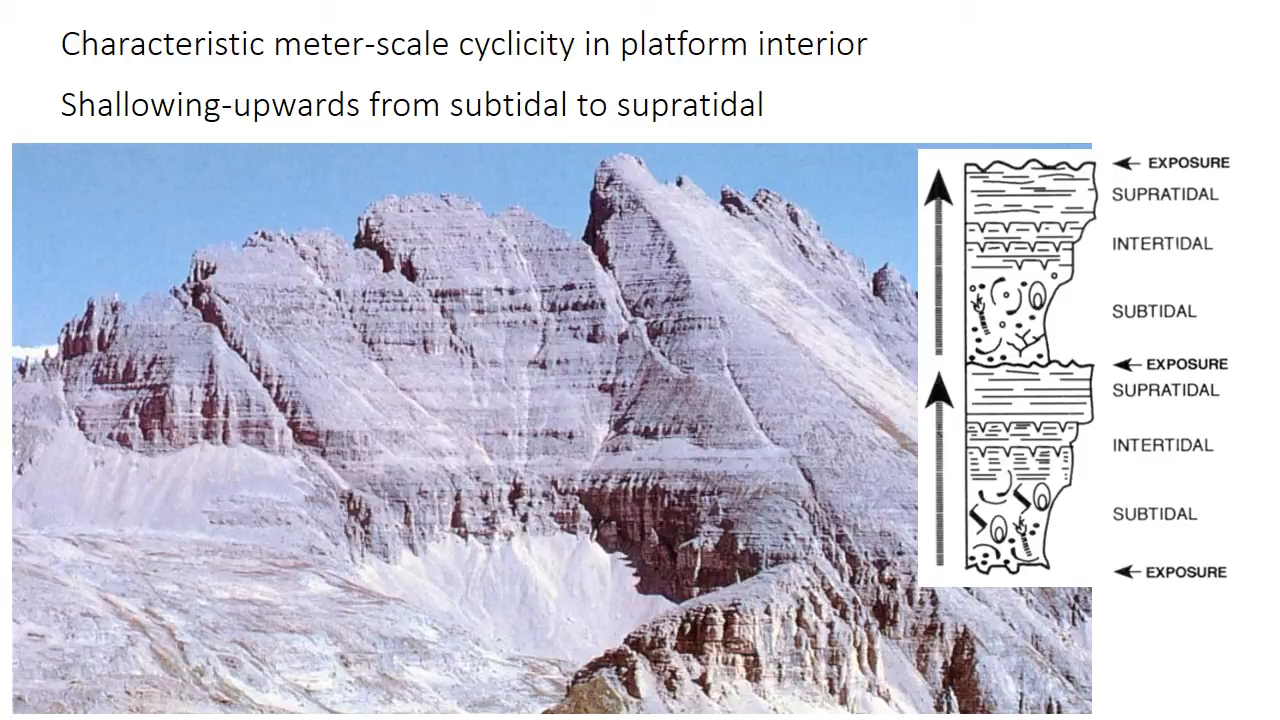 Characteristic meter-scale cyclicity in platform interior
Shallowing-upwards from subtidal to supratidal
EXPOSURE
SUPRATIDAL
INTERTIDAL
SUBTIDAL
EXPOSURE
SUPRATIDAL
INTERTIDAL
SUBTIDAL
EXPOSURE